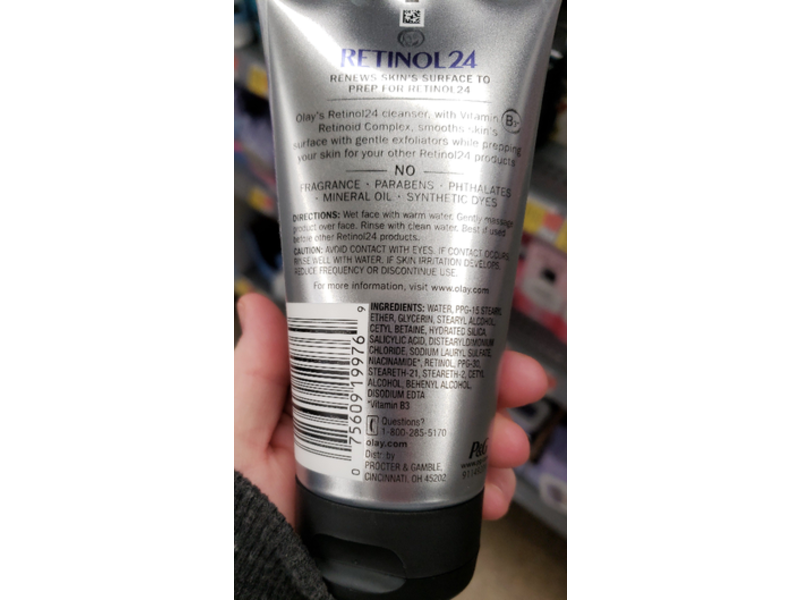 RETINOL24
RENEWS SKIN'S SURFACE TO
PREP FOR RETINOL24
Olay's Retinol24 cleanser, with Vitamin B3+
Retinoid Complex, smooths skin's
surface with gentle exfoliators while prepping
your skin for your other Retinol24 products.
NO
FRAGRANCE · PARABENS · PHTHALATES
· MINERAL OIL · SYNTHETIC DYES
DIRECTIONS: Wet face with warm water. Gently massage
product over face. Rinse with clean water. Best if used
before other Retinol24 products.
CAUTION: AVOID CONTACT WITH EYES. IF CONTACT OCCURS,
RINSE WELL WITH WATER. IF SKIN IRRITATION DEVELOPS,
REDUCE FREQUENCY OR DISCONTINUE USE.
For more information, visit www.olay.com
INGREDIENTS: WATER, PPG-15 STEARYL
ETHER, GLYCERIN, STEARYL ALCOHOL,
CETYL BETAINE, HYDRATED SILICA,
SALICYLIC ACID, DISTEARYLDIMONIUM
CHLORIDE, SODIUM LAURYL SULFATE,
NIACINAMIDE*, RETINOL, PPG-30,
STEARETH-21, STEARETH-2, CETYL
ALCOHOL, BEHENYL ALCOHOL,
DISODIUM EDTA
*Vitamin B3
Questions?
1-800-285-5170
olay.com
Distr. by
PROCTER & GAMBLE,
CINCINNATI, OH 45202
P&G
0 75609 19976 9